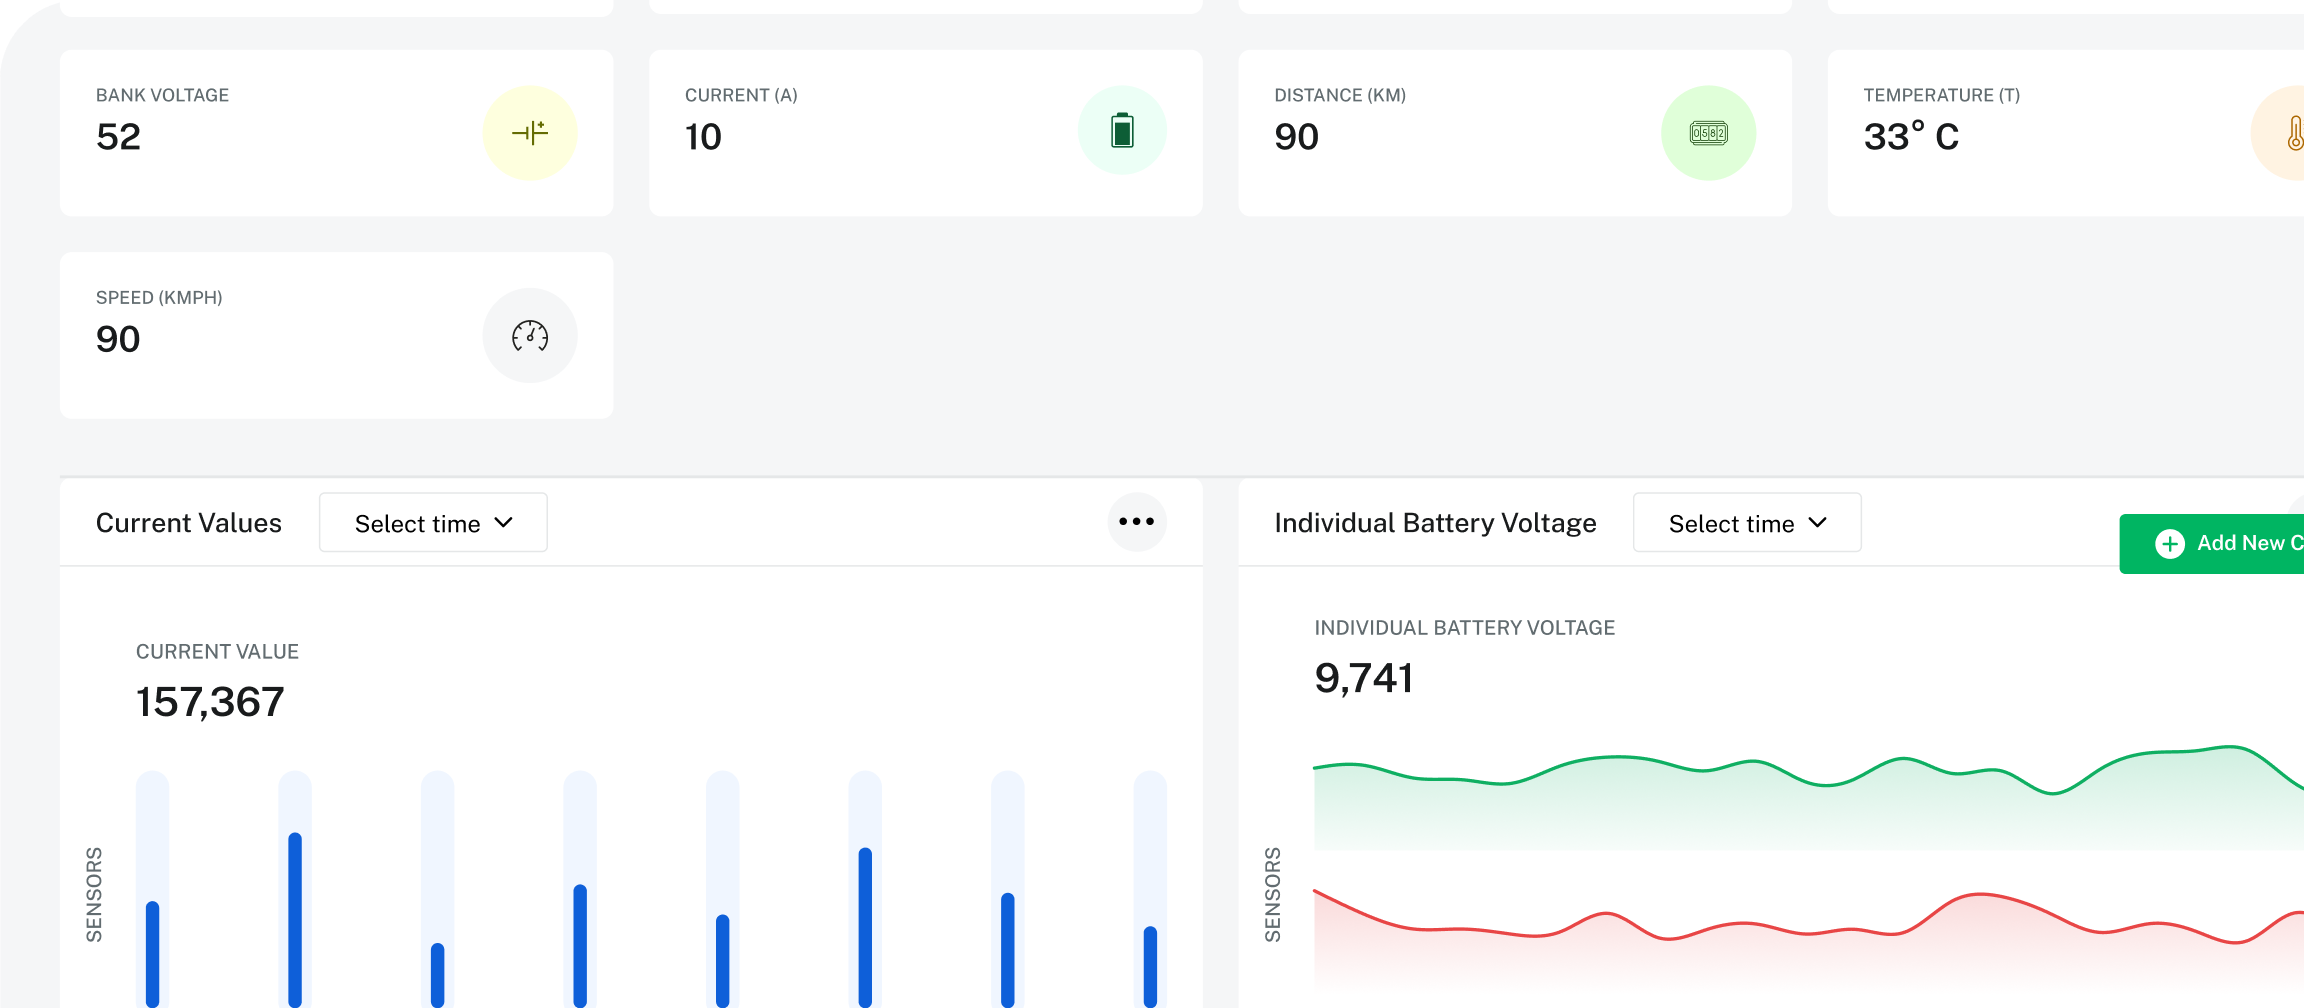 BANK VOLTAGE
52
CURRENT (A)
10
DISTANCE (KM)
90
0582
TEMPERATURE (T)
33° C
SPEED (KMPH)
90
Current Values
Select time
Individual Battery Voltage
Select time
Add New C
CURRENT VALUE
157,367
INDIVIDUAL BATTERY VOLTAGE
9,741
SENSORS
SENSORS